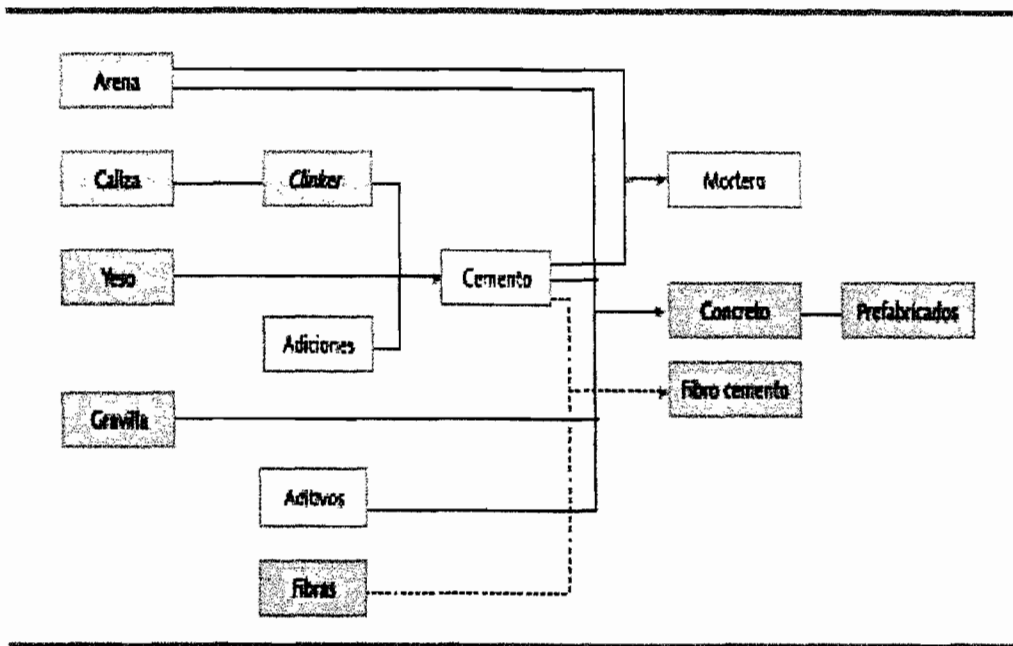 Arena
Caliza
Clinker
Mortero
Yeso
Cemento
Concreto
Prefabricados
Adiciones
Fibro cemento
Gravilla
Aditivos
Fibras